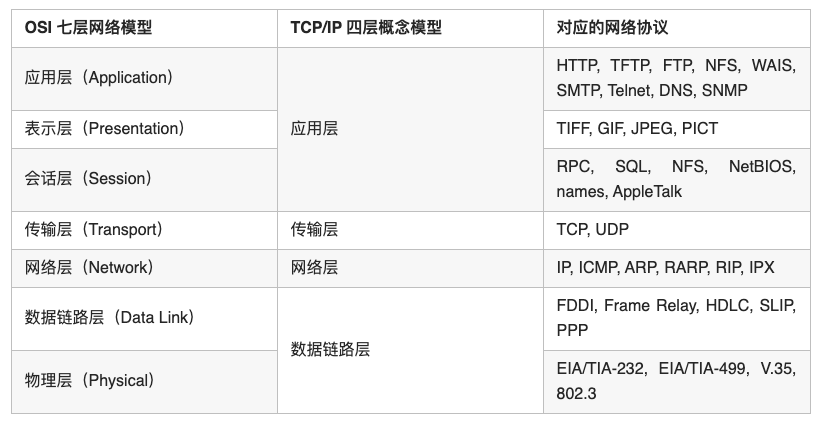 OSI 七层网络模型 TCP/IP 四层概念模型 对应的网络协议
应用层（Application）
应用层
HTTP, TFTP, FTP, NFS, WAIS,
SMTP, Telnet, DNS, SNMP
表示层（Presentation）
TIFF, GIF, JPEG, PICT
会话层（Session）
RPC, SQL, NFS, NetBIOS,
names, AppleTalk
传输层（Transport） 传输层 TCP, UDP
网络层（Network） 网络层 IP, ICMP, ARP, RARP, RIP, IPX
数据链路层（Data Link）
数据链路层
FDDI, Frame Relay, HDLC, SLIP,
PPP
物理层（Physical）
EIA/TIA-232, EIA/TIA-499, V.35,
802.3